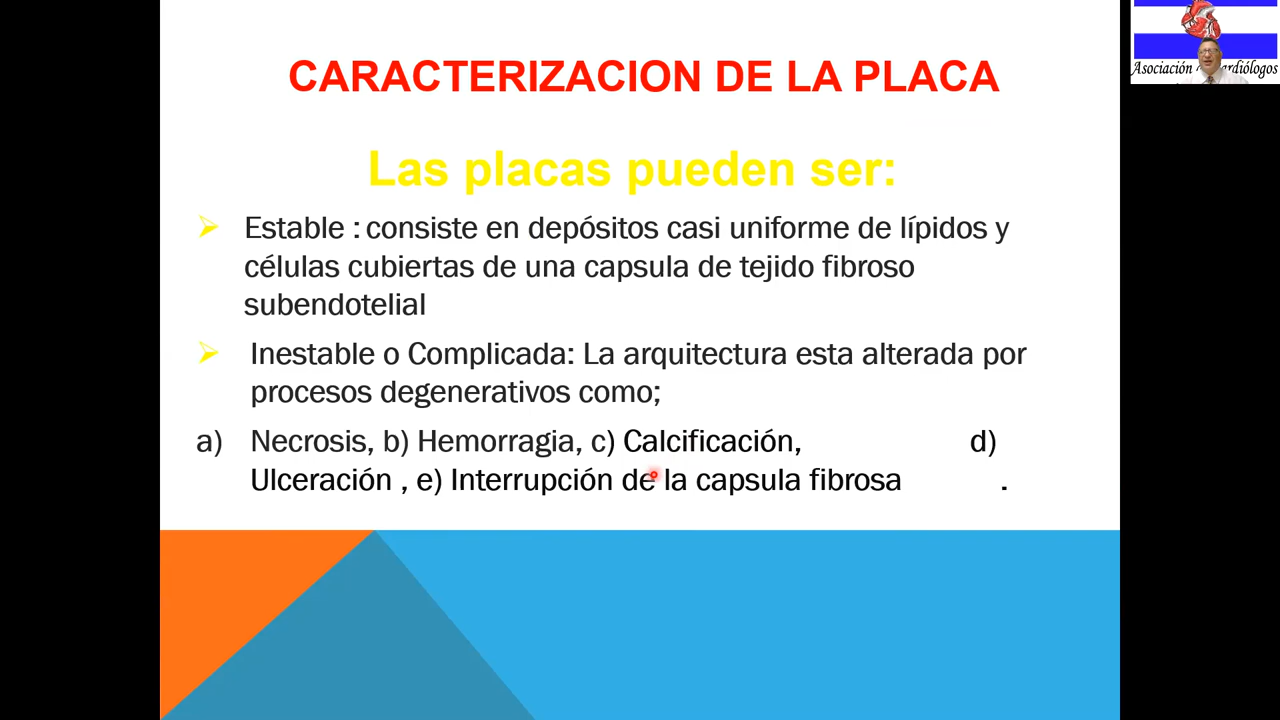 CARACTERIZACION DE LA PLACA
Las placas pueden ser:
Estable : consiste en depósitos casi uniforme de lípidos y
células cubiertas de una capsula de tejido fibroso
subendotelial
Inestable o Complicada: La arquitectura esta alterada por
procesos degenerativos como;
a) Necrosis, b) Hemorragia, c) Calcificación, d)
Ulceración , e) Interrupción de la capsula fibrosa .
Asociación